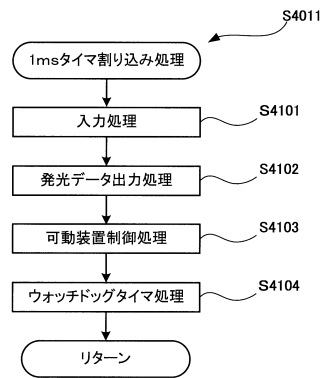 S4011
1msタイマ割り込み処理
入力処理
S4101
発光データ出力処理
S4102
可動装置制御処理
S4103
ウォッチドッグタイマ処理
S4104
リターン